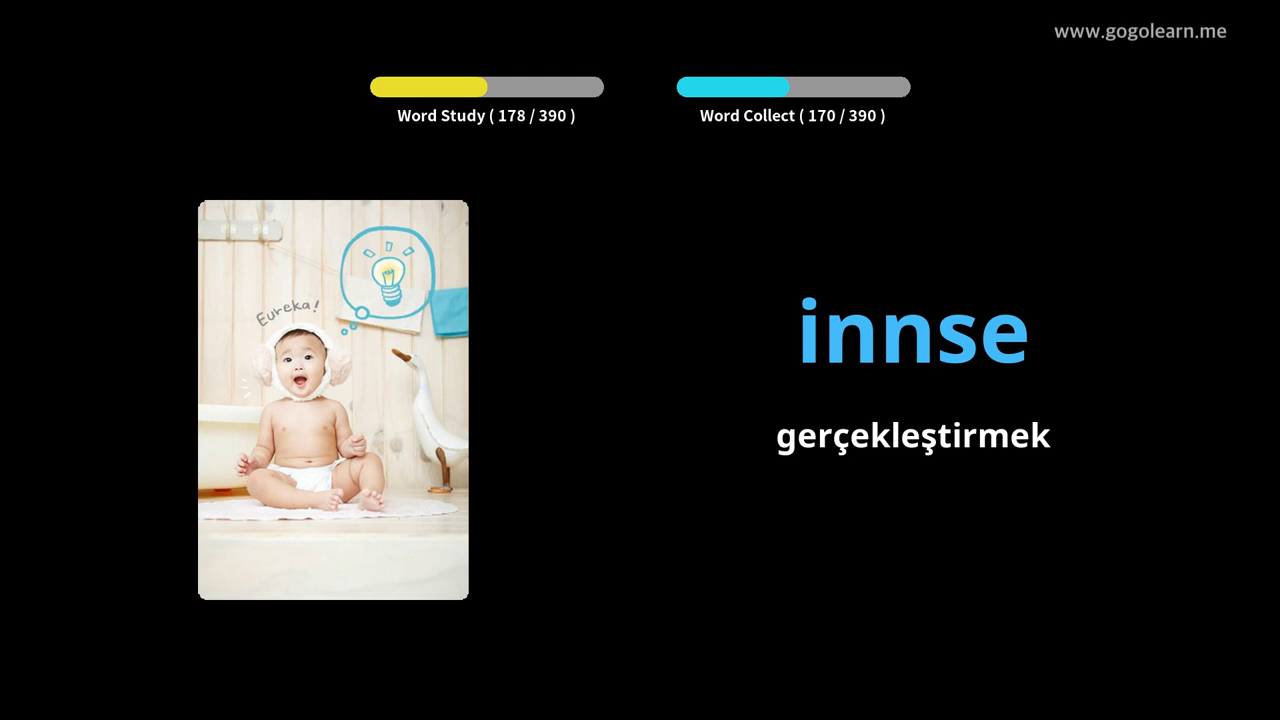 www.gogolearn.me
Word Study ( 178 / 390 )
Word Collect ( 170 / 390 )
Eureka!
innse
gerçekleştirmek